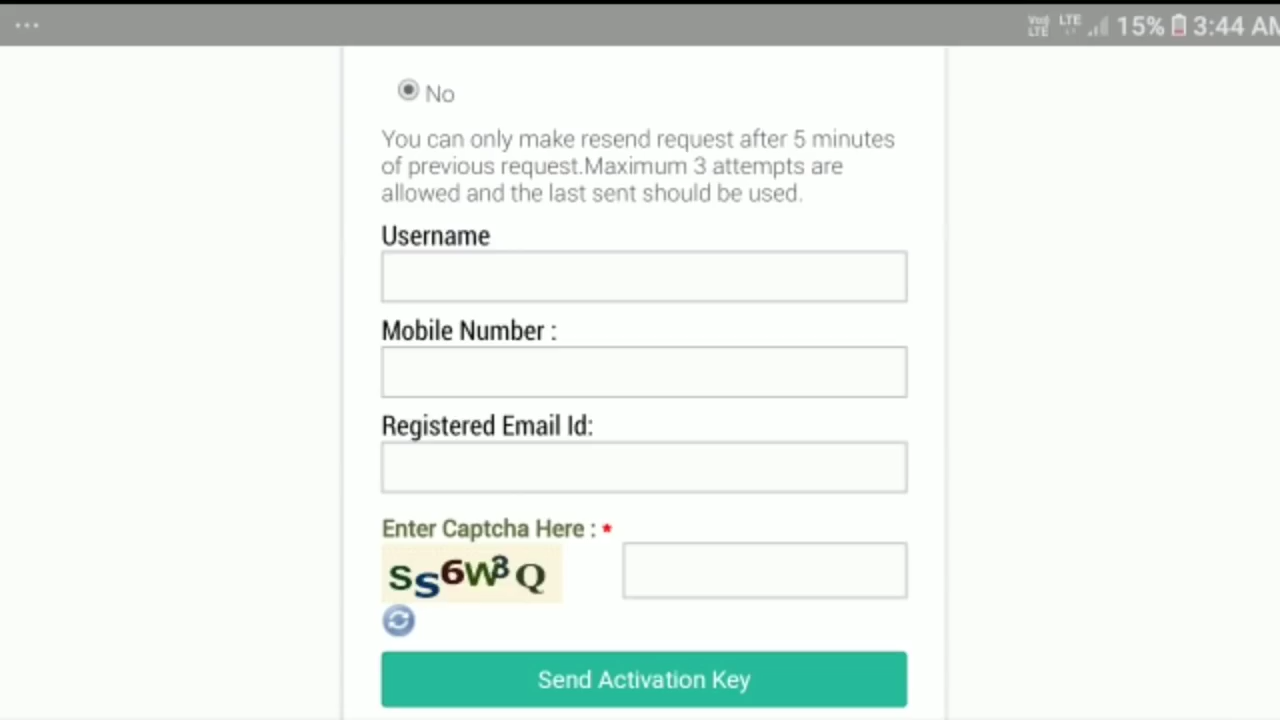 ... VoLTE LTE 15% 3:44 AM
No
You can only make resend request after 5 minutes
of previous request.Maximum 3 attempts are
allowed and the last sent should be used.
Username
Mobile Number :
Registered Email Id:
Enter Captcha Here : *
SS6W3Q
Send Activation Key